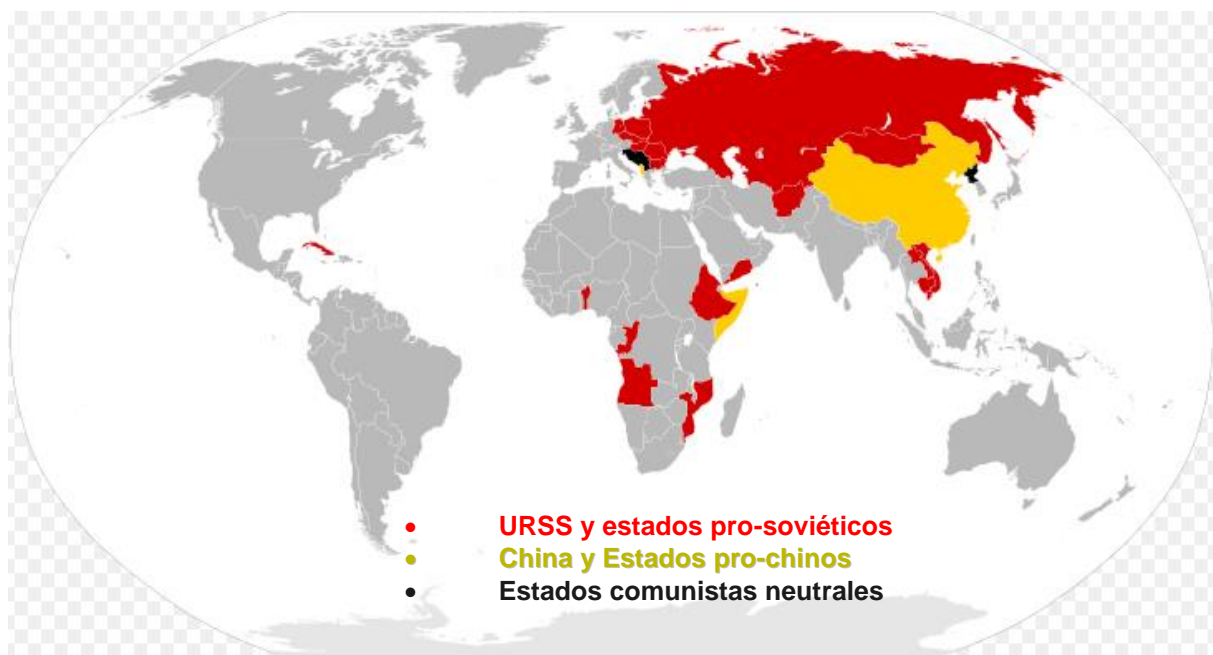 • URSS y estados pro-soviéticos
• China y Estados pro-chinos
• Estados comunistas neutrales